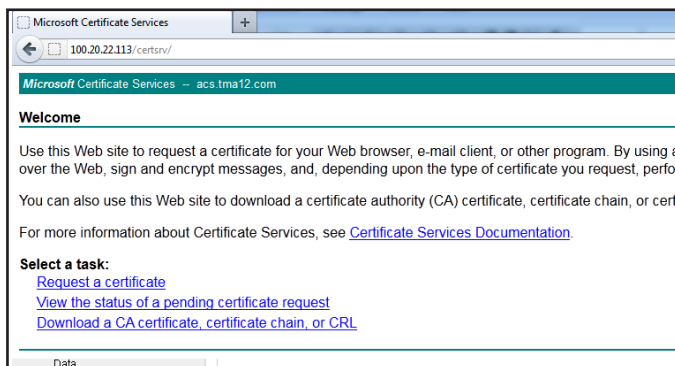 Microsoft Certificate Services
+
100.20.22.113/certsrv/
Microsoft Certificate Services -- acs.tma12.com
Welcome
Use this Web site to request a certificate for your Web browser, e-mail client, or other program. By using
over the Web, sign and encrypt messages, and, depending upon the type of certificate you request,
You can also use this Web site to download a certificate authority (CA) certificate, certificate chain, or
For more information about Certificate Services, see Certificate Services Documentation.
Select a task:
Request a certificate
View the status of a pending certificate request
Download a CA certificate, certificate chain, or CRL
Data